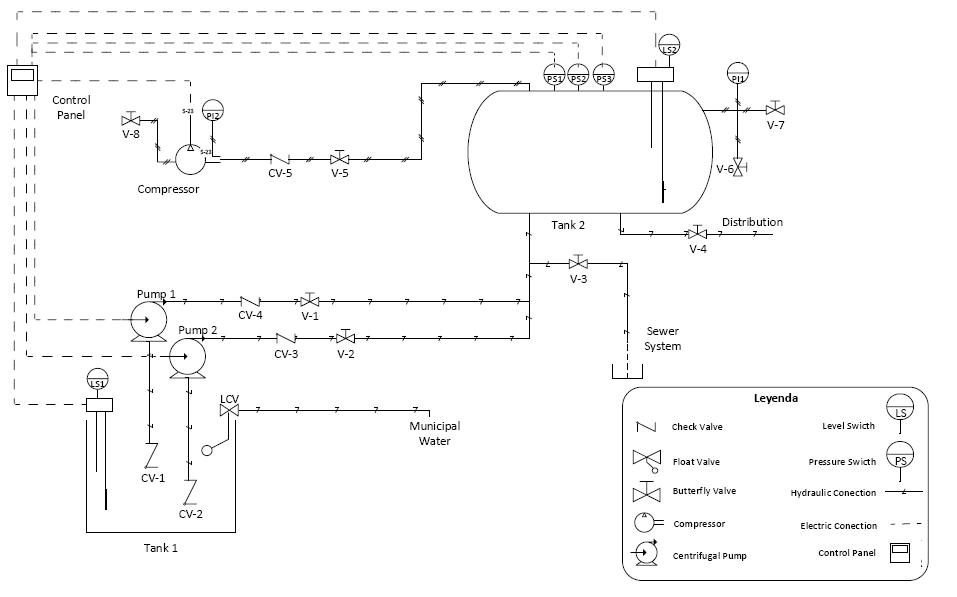 LS2
PS1 PS2 PS3
PI1
Control
Panel
S-23
PI2
V-8
S-23
V-7
V-6
CV-5
V-5
Compressor
Tank 2
Distribution
V-4
V-3
Pump 1
CV-4
V-1
Pump 2
CV-3
V-2
Sewer
System
LS1
LCV
Municipal
Water
CV-1
CV-2
Tank 1
Leyenda
Check Valve
Level Swicth
LS
Float Valve
Pressure Swicth
PS
Butterfly Valve
Hydraulic Conection
Compressor
Electric Conection
Centrifugal Pump
Control Panel